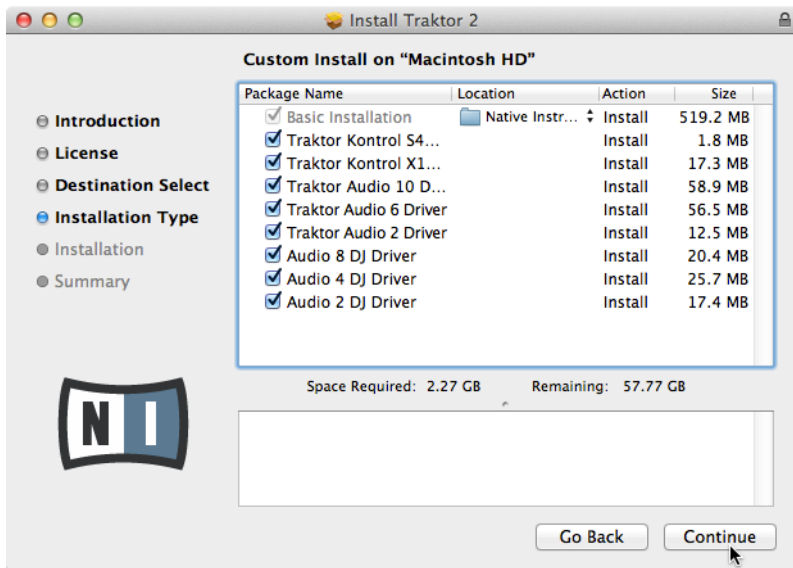 Install Traktor 2
Custom Install on “Macintosh HD”
Introduction
License
Destination Select
Installation Type
Installation
Summary
Package Name Location Action Size
Basic Installation Native Instr... Install 519.2 MB
Traktor Kontrol S4... Install 1.8 MB
Traktor Kontrol X1... Install 17.3 MB
Traktor Audio 10 D... Install 58.9 MB
Traktor Audio 6 Driver Install 56.5 MB
Traktor Audio 2 Driver Install 12.5 MB
Audio 8 DJ Driver Install 20.4 MB
Audio 4 DJ Driver Install 25.7 MB
Audio 2 DJ Driver Install 17.4 MB
Space Required: 2.27 GB Remaining: 57.77 GB
NI
Go Back Continue